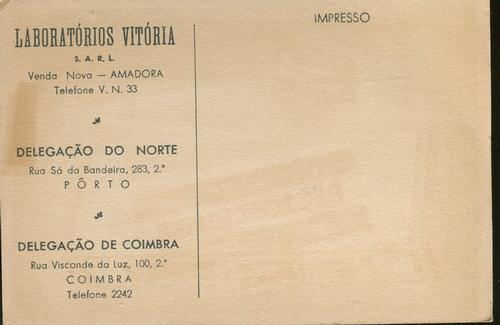 LABORATÓRIOS VITÓRIA
S. A. R. L.
Venda Nova — AMADORA
Telefone V. N. 33
DELEGAÇÃO DO NORTE
Rua Sá da Bandeira, 283, 2.º
PÔRTO
DELEGAÇÃO DE COIMBRA
Rua Visconde da Luz, 100, 2.º
COIMBRA
Telefone 2242
IMPRESSO